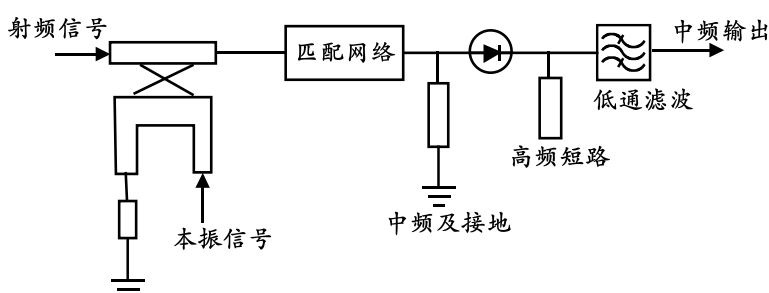 射频信号
匹配网络
中频输出
低通滤波
高频短路
中频及接地
本振信号